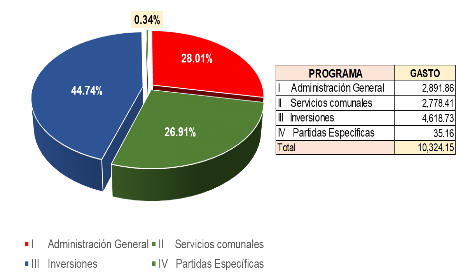 0.34%
28.01%
44.74%
26.91%
PROGRAMA GASTO
I Administración General 2,891.86
II Servicios comunales 2,778.41
III Inversiones 4,618.73
IV Partidas Específicas 35.16
Total 10,324.15
I Administración General II Servicios comunales
III Inversiones IV Partidas Específicas